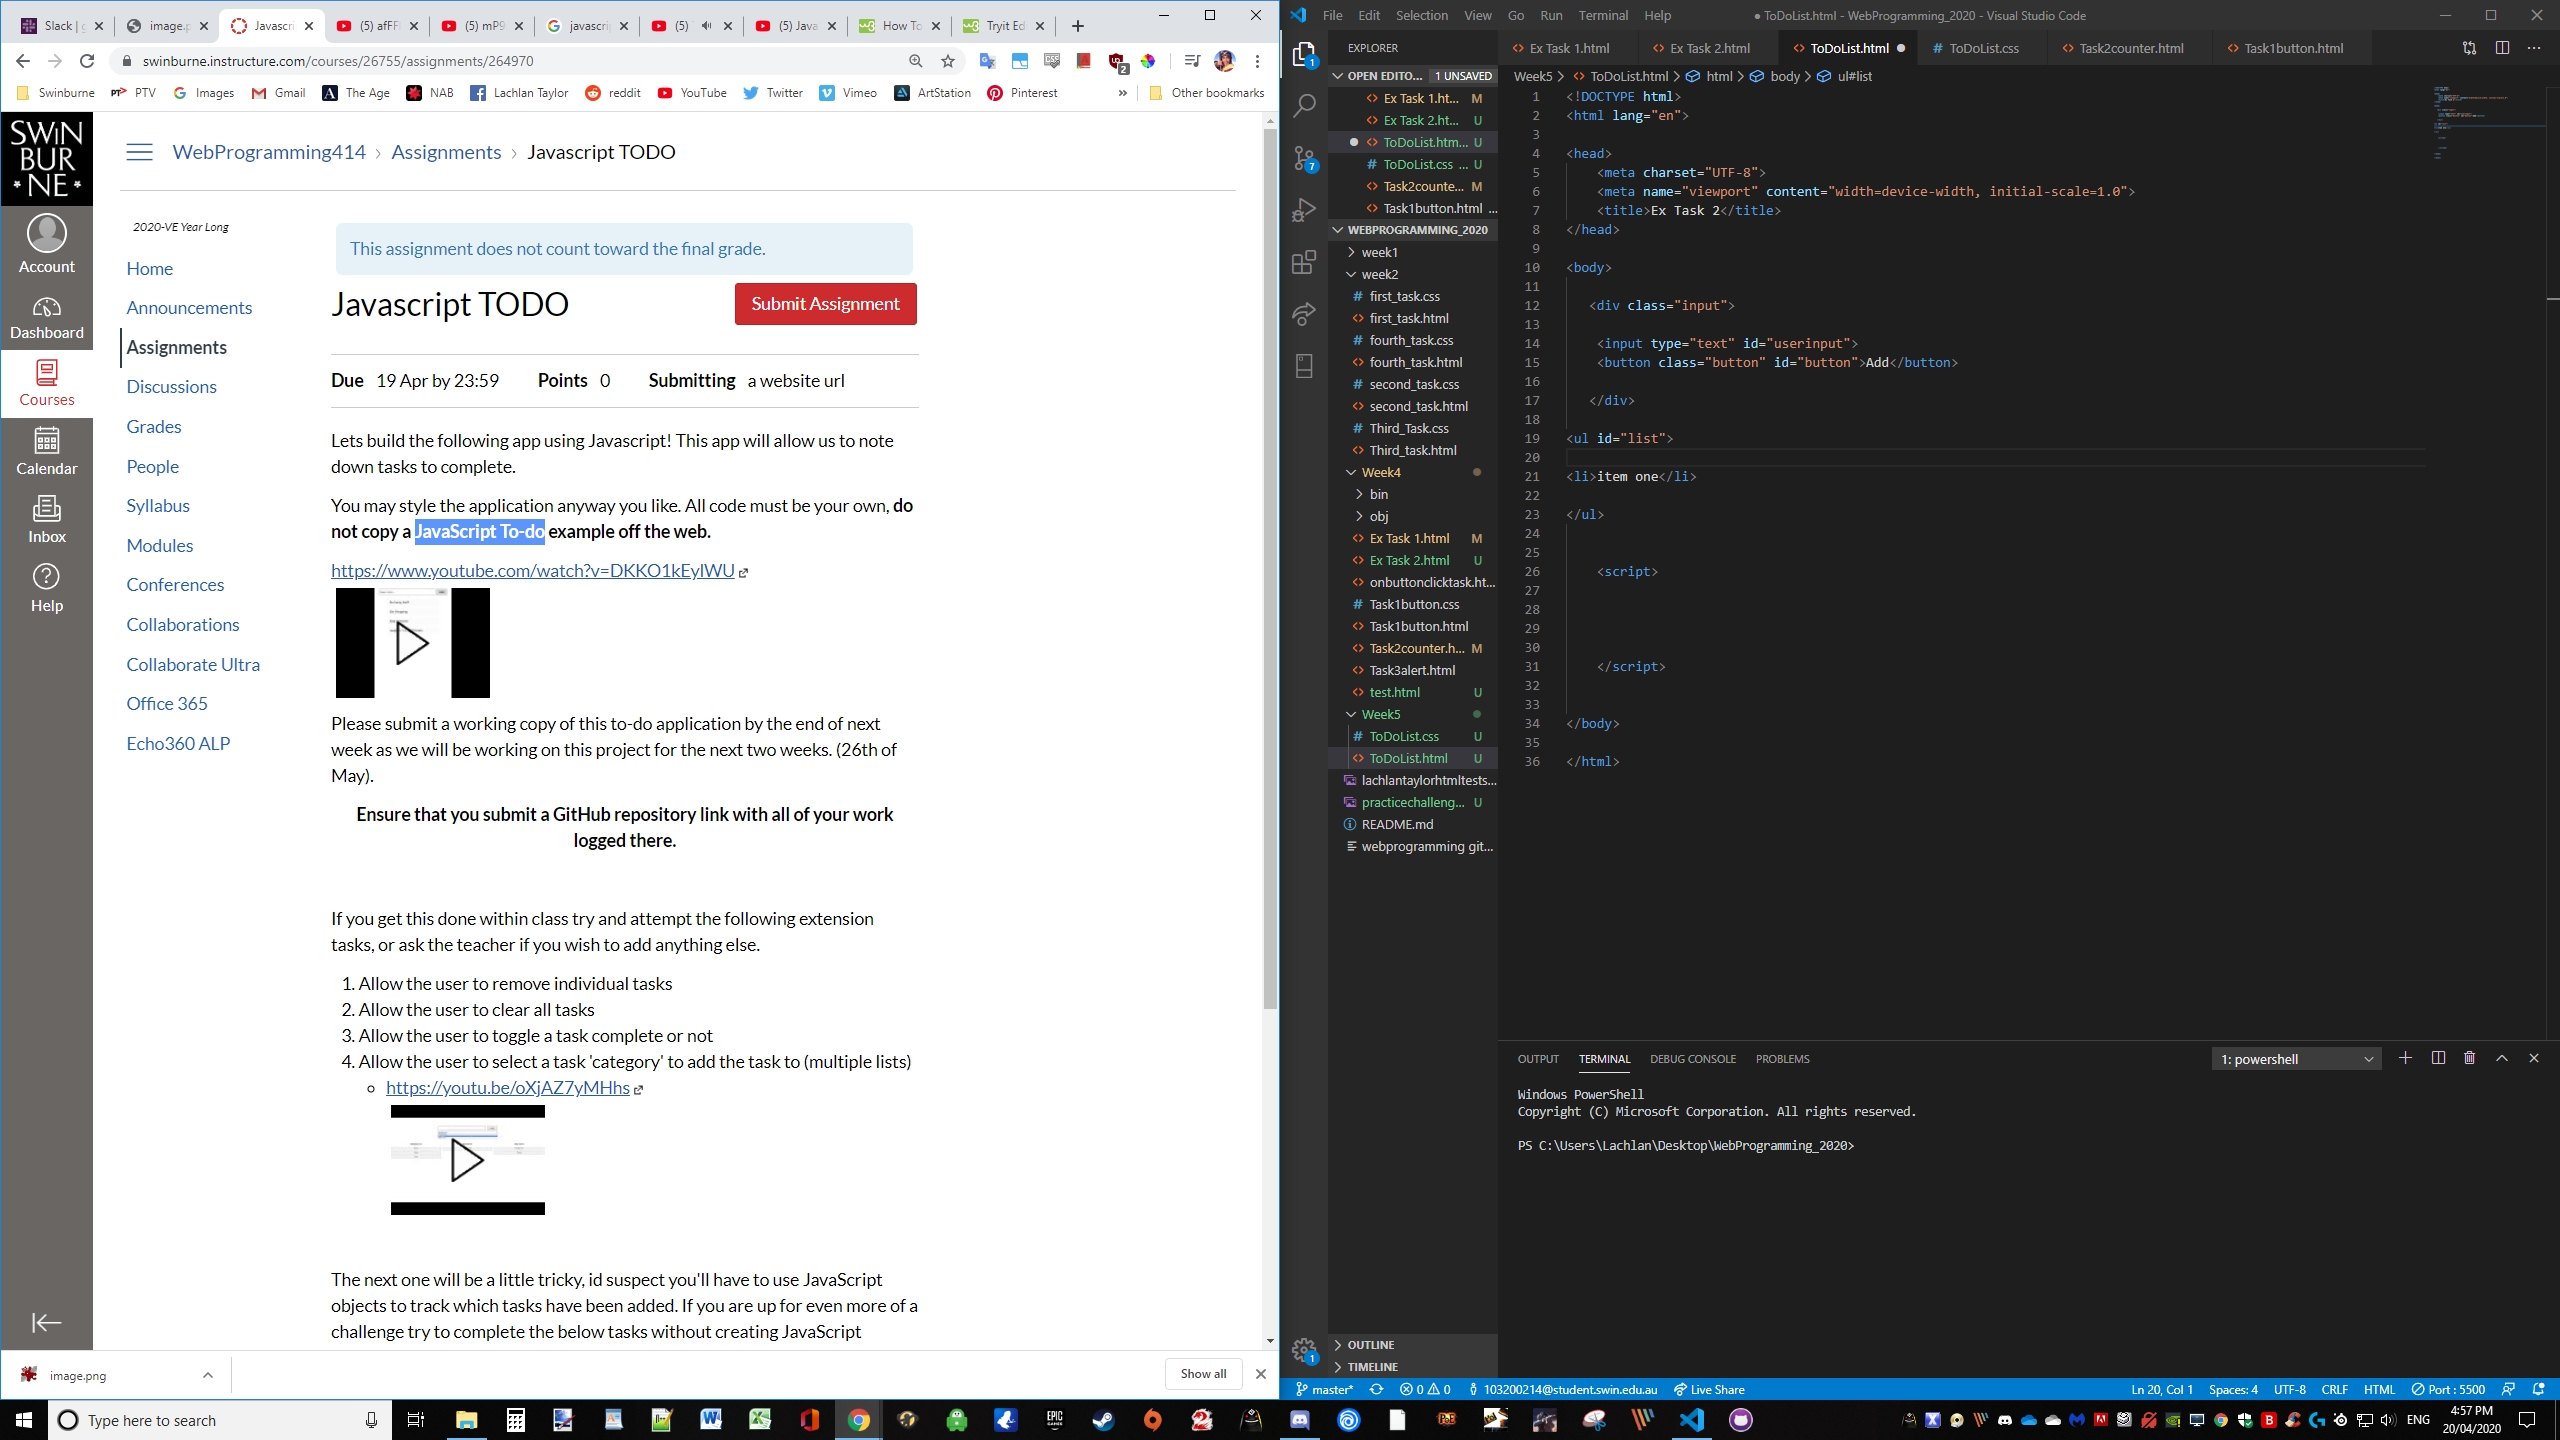 Slack | g
image.p
Javascri
(5) afFFI
(5) mP9
javascrip
(5)
(5) Java
How To
Tryit Ed
swinburne.instructure.com/courses/26755/assignments/264970
2
Swinburne
PTV
Images
Gmail
The Age
NAB
Lachlan Taylor
reddit
YouTube
Twitter
Vimeo
ArtStation
Pinterest
»
Other bookmarks
SWIN
BUR
NE
Account
Dashboard
Courses
Calendar
Inbox
Help
WebProgramming414 › Assignments › Javascript TODO
2020-VE Year Long
Home
Announcements
Assignments
Discussions
Grades
People
Syllabus
Modules
Conferences
Collaborations
Collaborate Ultra
Office 365
Echo360 ALP
This assignment does not count toward the final grade.
Javascript TODO
Submit Assignment
Due 19 Apr by 23:59 Points 0 Submitting a website url
Lets build the following app using Javascript! This app will allow us to note
down tasks to complete.
You may style the application anyway you like. All code must be your own, do
not copy a JavaScript To-do example off the web.
https://www.youtube.com/watch?v=DKKO1kEylWU
Please submit a working copy of this to-do application by the end of next
week as we will be working on this project for the next two weeks. (26th of
May).
Ensure that you submit a GitHub repository link with all of your work
logged there.
If you get this done within class try and attempt the following extension
tasks, or ask the teacher if you wish to add anything else.
1. Allow the user to remove individual tasks
2. Allow the user to clear all tasks
3. Allow the user to toggle a task complete or not
4. Allow the user to select a task 'category' to add the task to (multiple lists)
https://youtu.be/oXjAZ7yMHhs
The next one will be a little tricky, id suspect you'll have to use JavaScript
objects to track which tasks have been added. If you are up for even more of a
challenge try to complete the below tasks without creating JavaScript
image.png
Show all
File Edit Selection View Go Run Terminal Help
● ToDoList.html - WebProgramming_2020 - Visual Studio Code
EXPLORER
OPEN EDITO... 1 UNSAVED
Ex Task 1.ht... M
Ex Task 2.ht... U
ToDoList.htm... U
ToDoList.css ... U
Task2counte... M
Task1button.html ...
WEBPROGRAMMING_2020
week1
week2
first_task.css
first_task.html
fourth_task.css
fourth_task.html
second_task.css
second_task.html
Third_Task.css
Third_task.html
Week4
bin
obj
Ex Task 1.html M
Ex Task 2.html U
onbuttonclicktask.ht...
Task1button.css
Task1button.html
Task2counter.h... M
Task3alert.html
test.html U
Week5
ToDoList.css U
ToDoList.html U
lachlantaylorhtmltests...
practicechalleng... U
README.md
webprogramming git...
OUTLINE
TIMELINE
1
7
1
Ex Task 1.html
Ex Task 2.html
ToDoList.html
ToDoList.css
Task2counter.html
Task1button.html
Week5 > ToDoList.html > html > body > ul#list
1 <!DOCTYPE html>
2 <html lang="en">
3
4 <head>
5 <meta charset="UTF-8">
6 <meta name="viewport" content="width=device-width, initial-scale=1.0">
7 <title>Ex Task 2</title>
8 </head>
9
10 <body>
11
12 <div class="input">
13
14 <input type="text" id="userinput">
15 <button class="button" id="button">Add</button>
16
17 </div>
18
19 <ul id="list">
20
21 <li>item one</li>
22
23 </ul>
24
25
26 <script>
27
28
29
30
31 </script>
32
33
34 </body>
35
36 </html>
OUTPUT TERMINAL DEBUG CONSOLE PROBLEMS
1: powershell
Windows PowerShell
Copyright (C) Microsoft Corporation. All rights reserved.
PS C:\Users\Lachlan\Desktop\WebProgramming_2020>
master* 0 0 103200214@student.swin.edu.au Live Share
Ln 20, Col 1 Spaces: 4 UTF-8 CRLF HTML Port : 5500
Type here to search
EPIC
GAMES
ENG
4:57 PM
20/04/2020